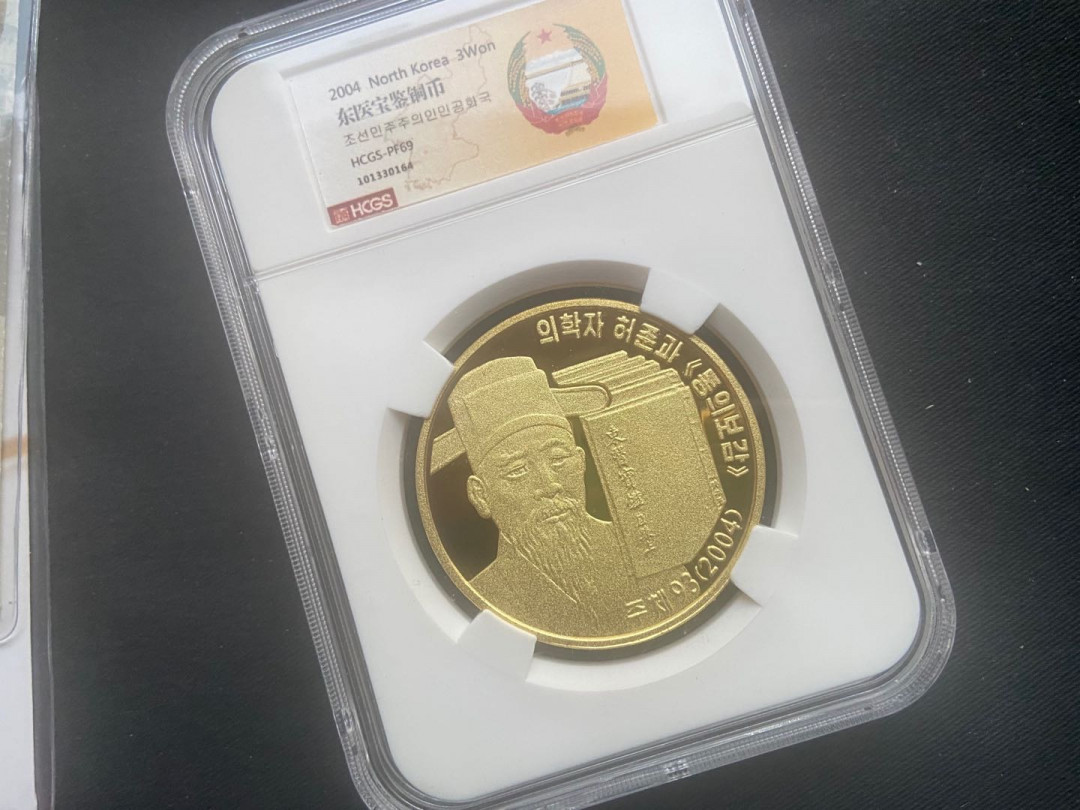 2004 North Korea 3Won
东医宝鉴铜币
조선민주주의인민공화국
HCGS-PF69
101330164
HCGS
의학자 허준과 《동의보감》
주체93(2004)